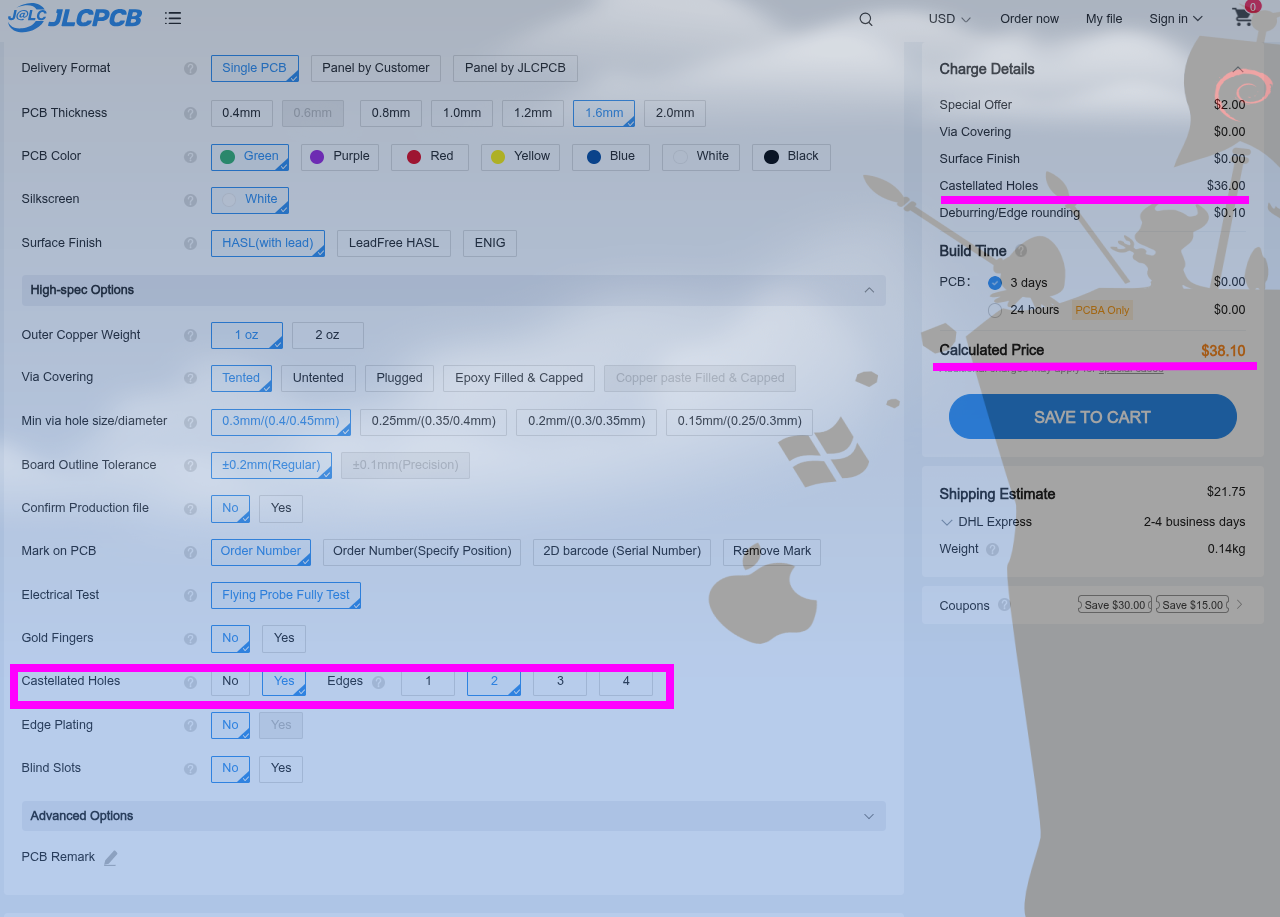 J@LC JLCPCB USD Order now My file Sign in 0
Delivery Format ? Single PCB Panel by Customer Panel by JLCPCB
PCB Thickness ? 0.4mm 0.6mm 0.8mm 1.0mm 1.2mm 1.6mm 2.0mm
PCB Color ? Green Purple Red Yellow Blue White Black
Silkscreen ? White
Surface Finish ? HASL(with lead) LeadFree HASL ENIG
High-spec Options
Outer Copper Weight ? 1 oz 2 oz
Via Covering ? Tented Untented Plugged Epoxy Filled & Capped Copper paste Filled & Capped
Min via hole size/diameter ? 0.3mm/(0.4/0.45mm) 0.25mm/(0.35/0.4mm) 0.2mm/(0.3/0.35mm) 0.15mm/(0.25/0.3mm)
Board Outline Tolerance ? ±0.2mm(Regular) ±0.1mm(Precision)
Confirm Production file ? No Yes
Mark on PCB ? Order Number Order Number(Specify Position) 2D barcode (Serial Number) Remove Mark
Electrical Test ? Flying Probe Fully Test
Gold Fingers ? No Yes
Castellated Holes ? No Yes Edges ? 1 2 3 4
Edge Plating ? No Yes
Blind Slots ? No Yes
Advanced Options
PCB Remark
Charge Details
Special Offer $2.00
Via Covering $0.00
Surface Finish $0.00
Castellated Holes $36.00
Deburring/Edge rounding $0.10
Build Time ?
PCB: 3 days $0.00
24 hours PCBA Only $0.00
Calculated Price $38.10
SAVE TO CART
Shipping Estimate $21.75
DHL Express 2-4 business days
Weight ? 0.14kg
Coupons ? Save $30.00 Save $15.00